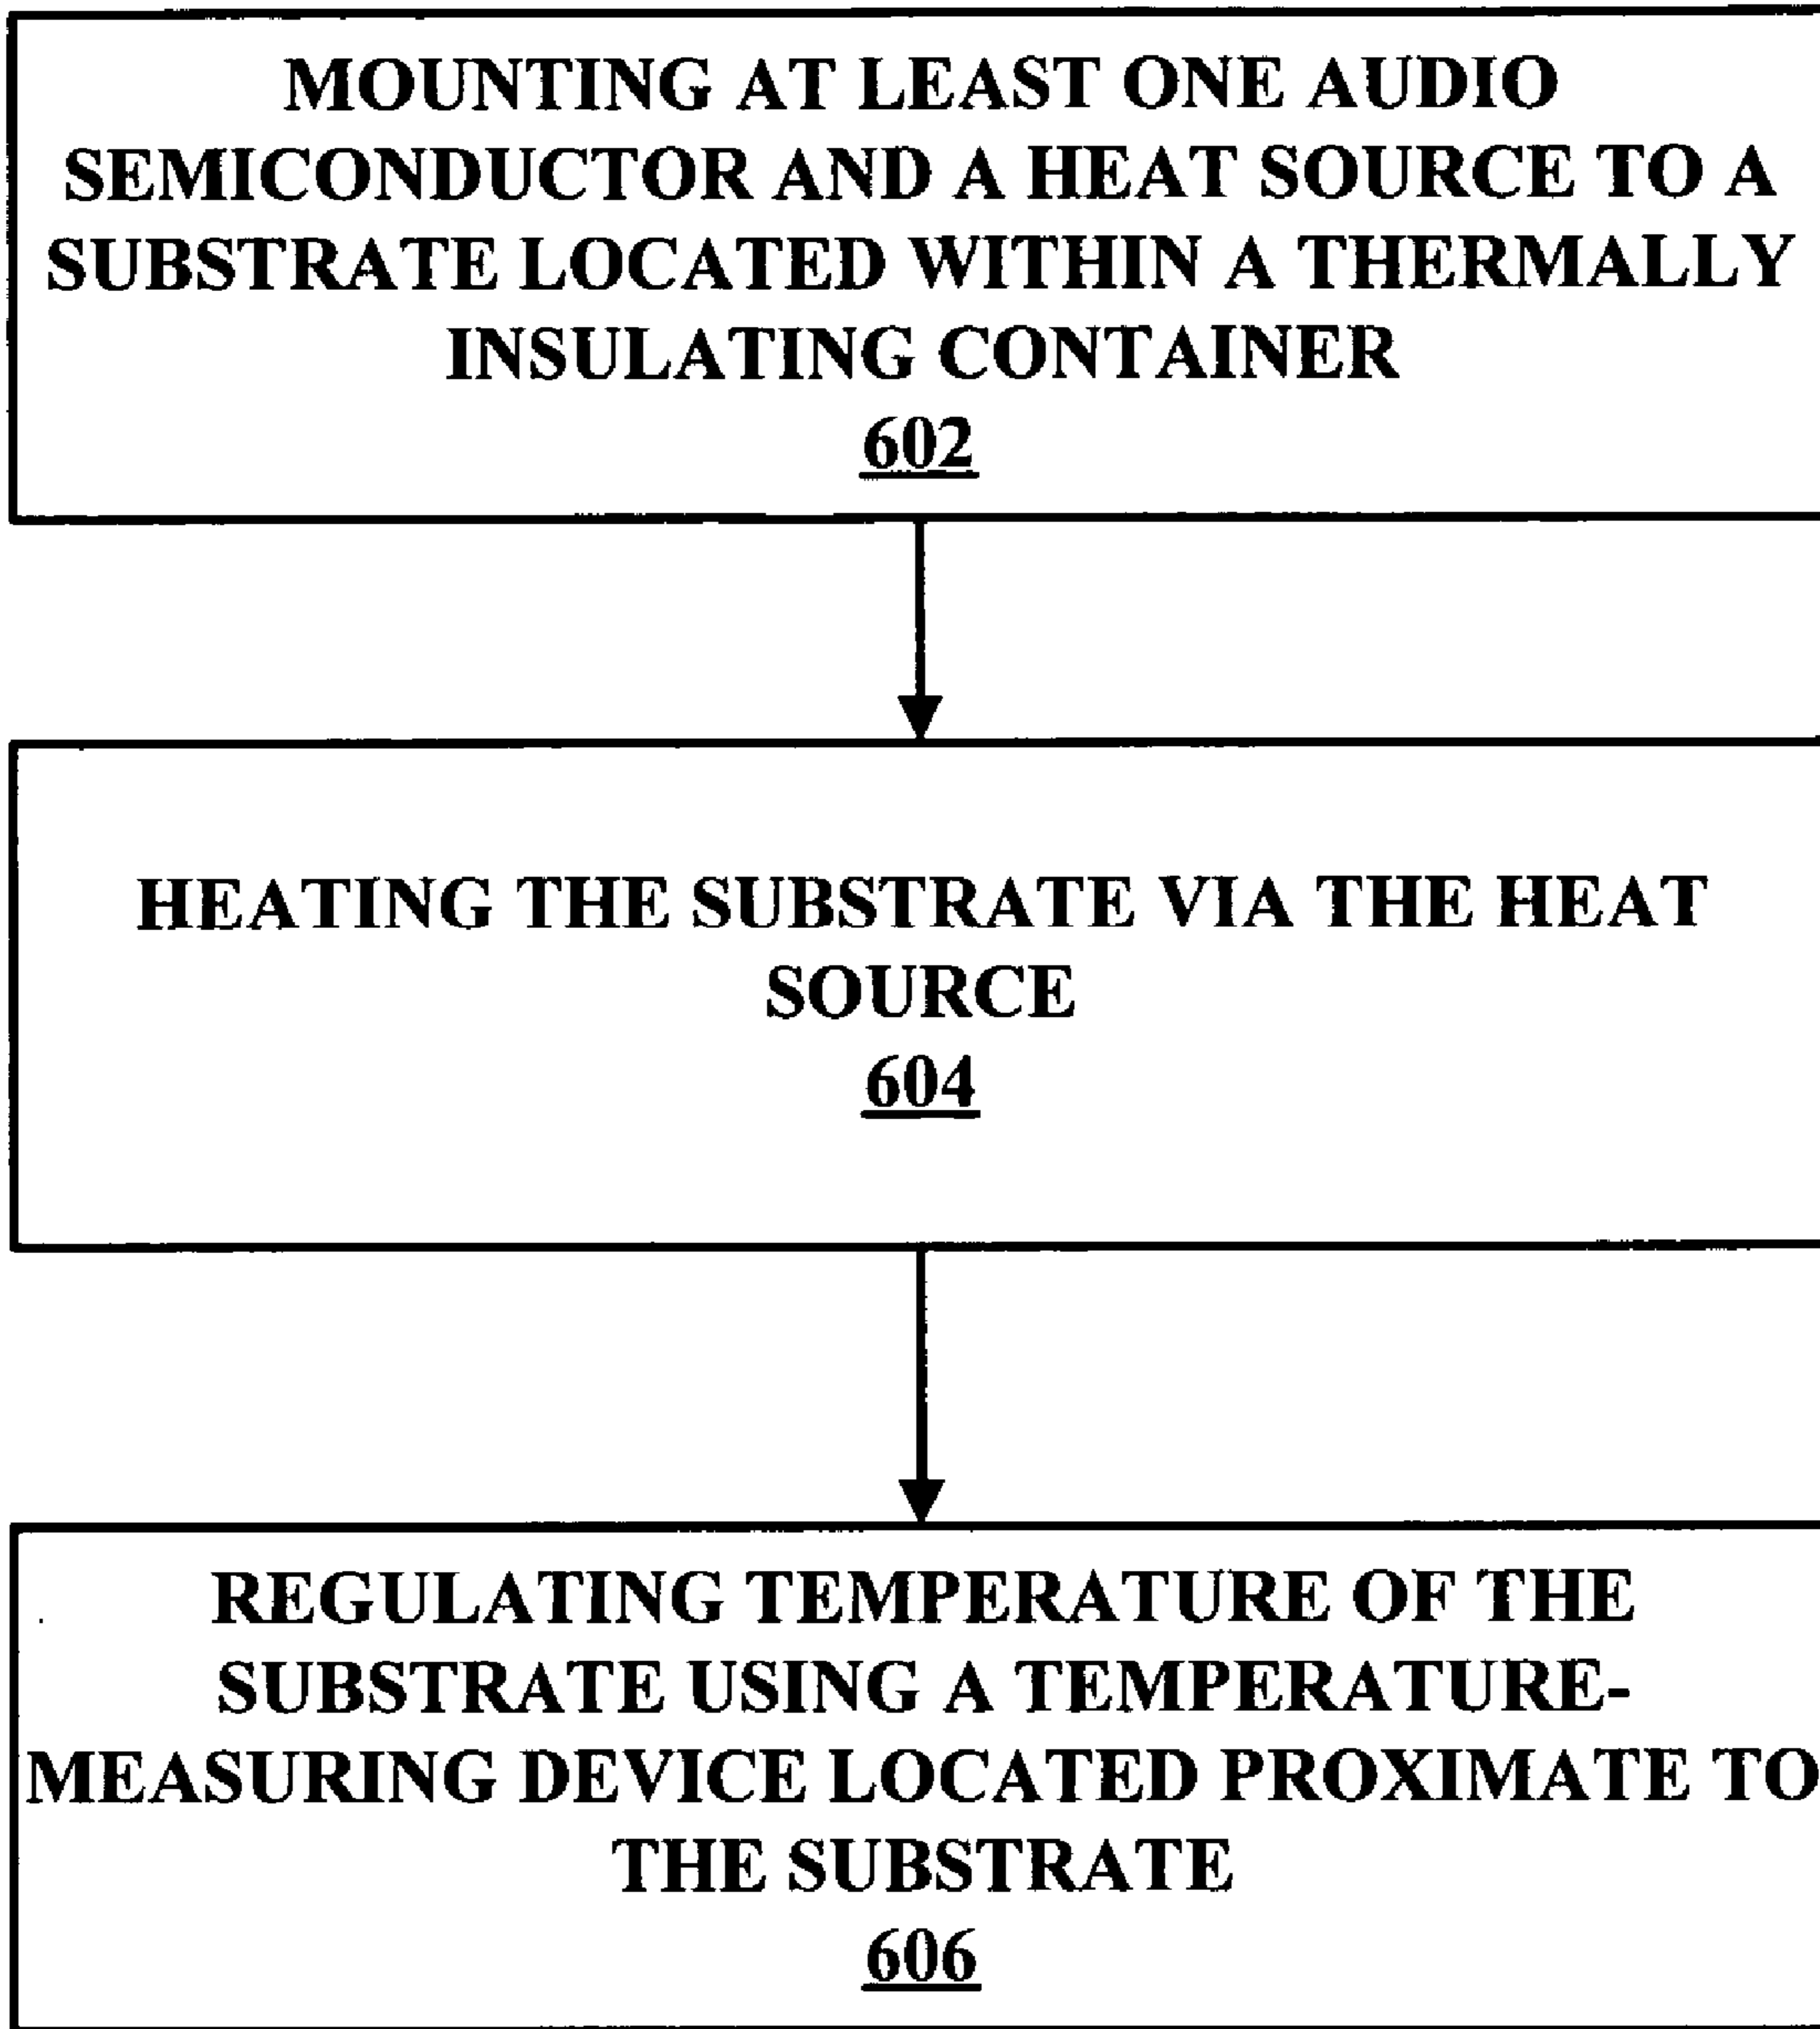 MOUNTING AT LEAST ONE AUDIO
SEMICONDUCTOR AND A HEAT SOURCE TO A
SUBSTRATE LOCATED WITHIN A THERMALLY
INSULATING CONTAINER
602
HEATING THE SUBSTRATE VIA THE HEAT
SOURCE
604
REGULATING TEMPERATURE OF THE
SUBSTRATE USING A TEMPERATURE-
MEASURING DEVICE LOCATED PROXIMATE TO
THE SUBSTRATE
606